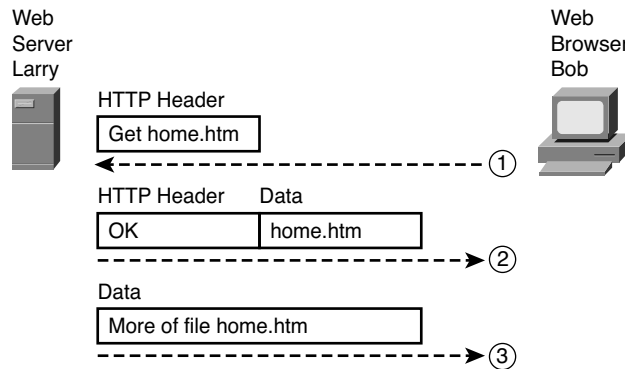 Web
Server
Larry
Web
Browser
Bob
HTTP Header
Get home.htm
1
HTTP Header Data
OK home.htm
2
Data
More of file home.htm
3